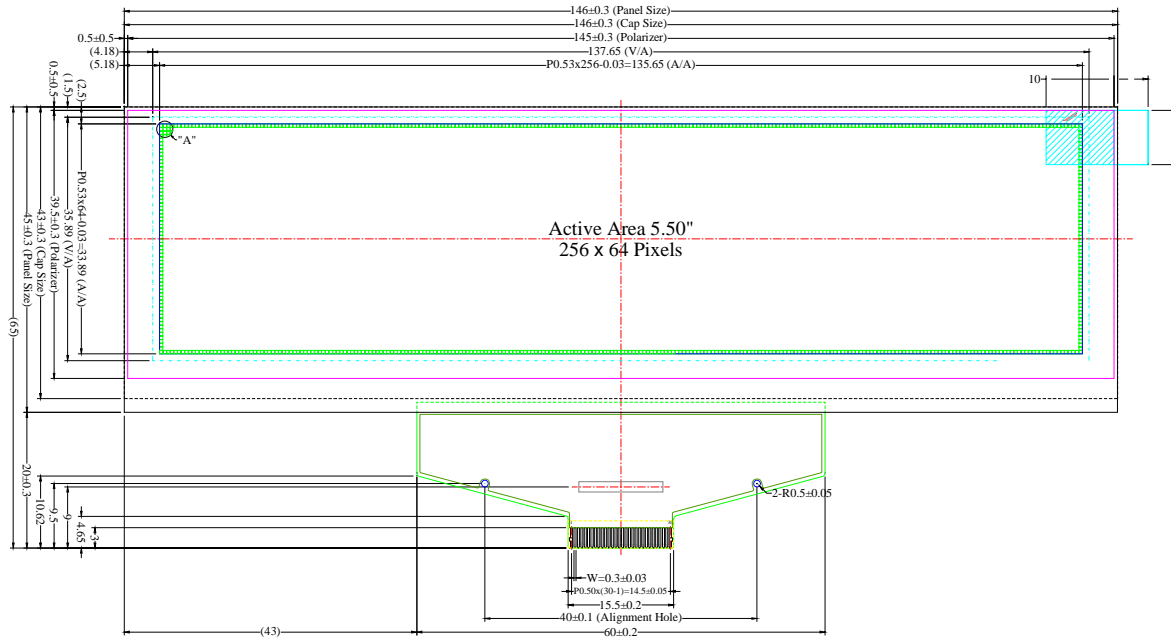 146±0.3 (Panel Size)
146±0.3 (Cap Size)
0.5±0.5
145±0.3 (Polarizer)
(4.18)
137.65 (V/A)
(5.18)
P0.53x256-0.03=135.65 (A/A)
10
0.5±0.5
(1.5)
(2.5)
"A"
Active Area 5.50"
256 x 64 Pixels
P0.53x64-0.03=33.89 (A/A)
35.89 (V/A)
39.5±0.3 (Polarizer)
43±0.3 (Cap Size)
45±0.3 (Panel Size)
(65)
20±0.3
10.62
9.5
9
4.65
3
2-R0.5±0.05
W=0.3±0.03
P0.50x(30-1)=14.5±0.05
15.5±0.2
40±0.1 (Alignment Hole)
(43)
60±0.2